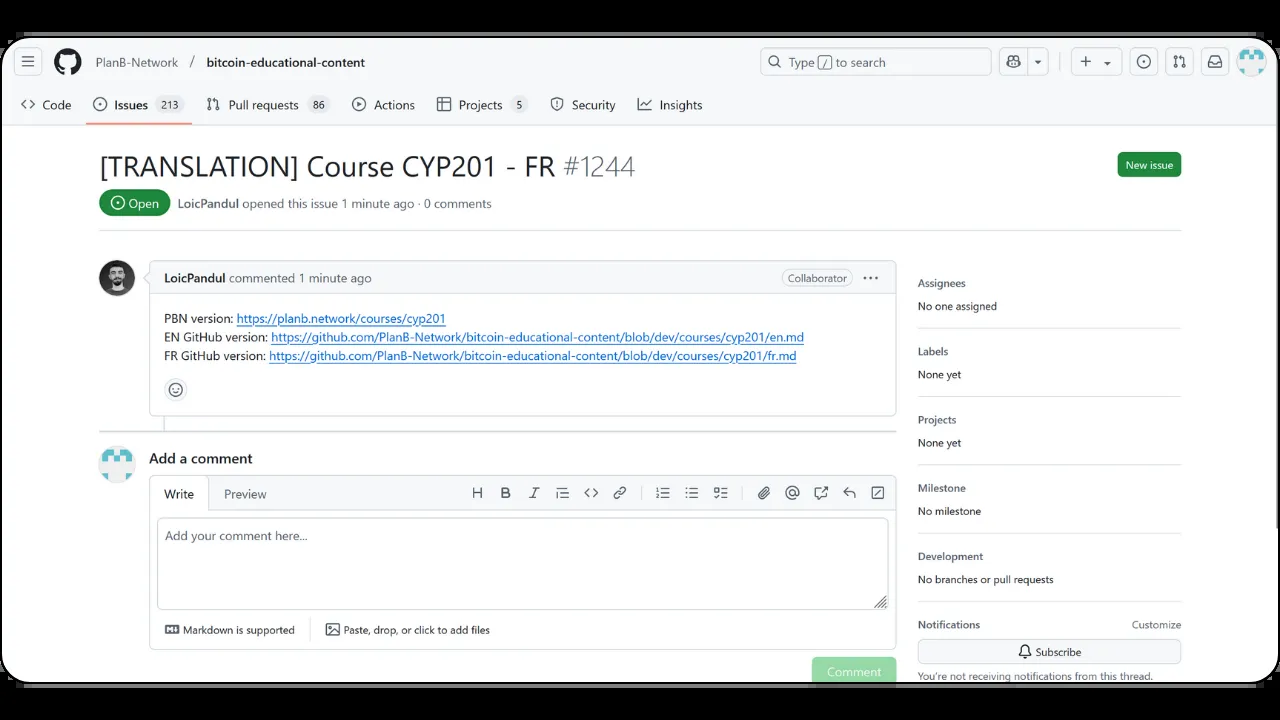 PlanB-Network / bitcoin-educational-content
Type / to search
Code
Issues 213
Pull requests 86
Actions
Projects 5
Security
Insights
[TRANSLATION] Course CYP201 - FR #1244
New issue
Open
LoicPandul opened this issue 1 minute ago · 0 comments
LoicPandul commented 1 minute ago
Collaborator
PBN version: https://planb.network/courses/cyp201
EN GitHub version: https://github.com/PlanB-Network/bitcoin-educational-content/blob/dev/courses/cyp201/en.md
FR GitHub version: https://github.com/PlanB-Network/bitcoin-educational-content/blob/dev/courses/cyp201/fr.md
Add a comment
Write
Preview
Add your comment here...
Markdown is supported
Paste, drop, or click to add files
Comment
Assignees
No one assigned
Labels
None yet
Projects
None yet
Milestone
No milestone
Development
No branches or pull requests
Notifications
Customize
Subscribe
You're not receiving notifications from this thread.